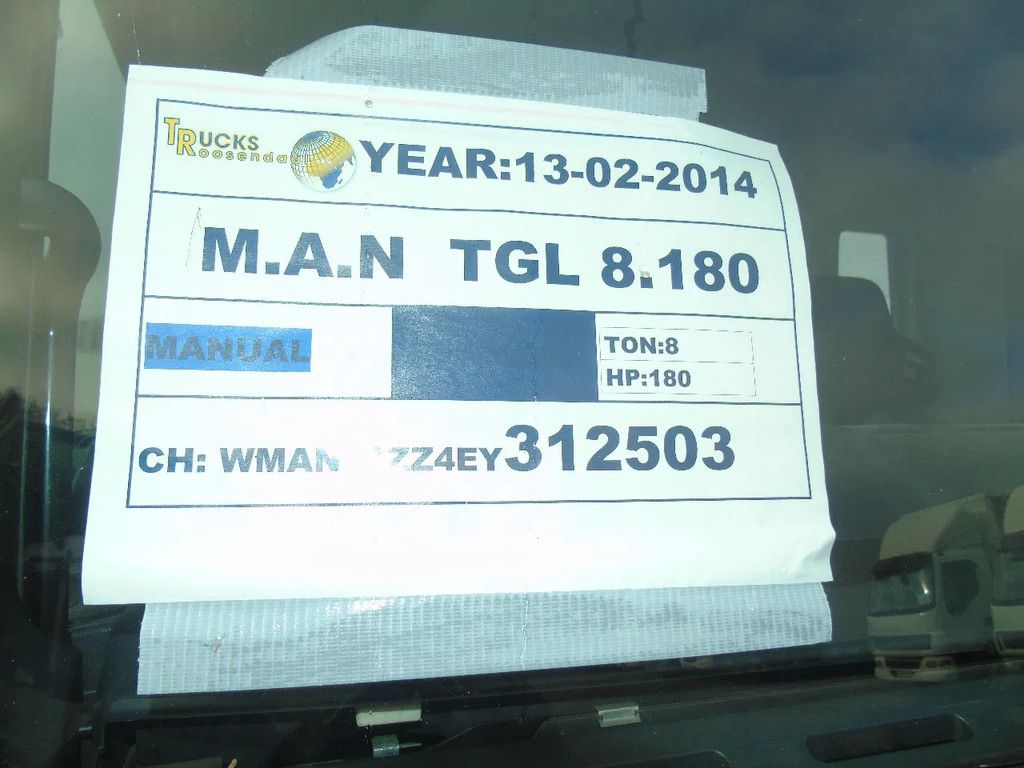 TRUCKS
Roosendaal YEAR:13-02-2014
M.A.N TGL 8.180
MANUAL
TON:8
HP:180
CH: WMAN ZZ4EY312503